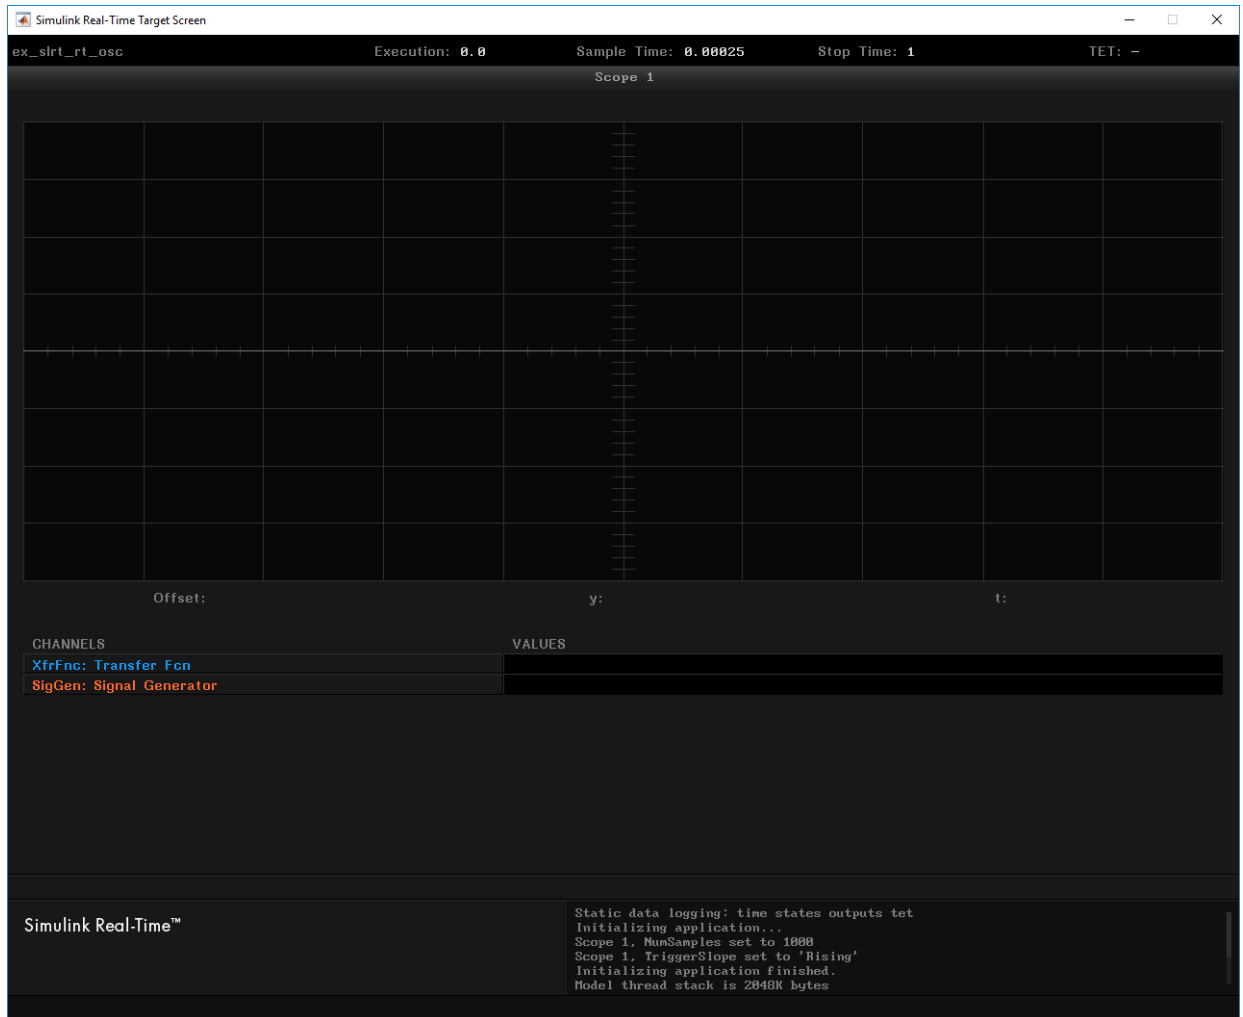 Simulink Real-Time Target Screen
ex_slrt_rt_osc Execution: 0.0 Sample Time: 0.00025 Stop Time: 1 TET: -
Scope 1
Offset: y: t:
CHANNELS VALUES
XfrFnc: Transfer Fcn
SigGen: Signal Generator
Simulink Real-Time™
Static data logging: time states outputs tet
Initializing application...
Scope 1, NumSamples set to 1000
Scope 1, TriggerSlope set to 'Rising'
Initializing application finished.
Model thread stack is 2048K bytes